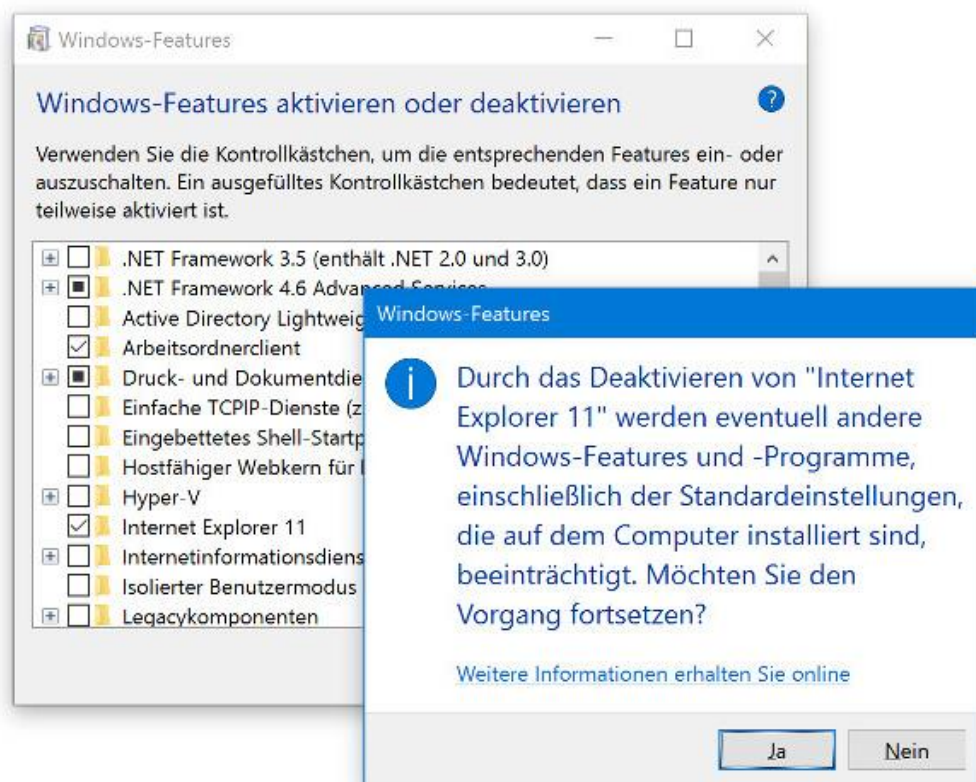 Windows-Features
Windows-Features aktivieren oder deaktivieren
Verwenden Sie die Kontrollkästchen, um die entsprechenden Features ein- oder
auszuschalten. Ein ausgefülltes Kontrollkästchen bedeutet, dass ein Feature nur
teilweise aktiviert ist.
.NET Framework 3.5 (enthält .NET 2.0 und 3.0)
.NET Framework 4.6 Advanced Services
Active Directory
Arbeitsordnerclient
Druck- und
Einfache TCPIP-Dienste
Eingebettetes
Hostfähiger Webkern für
Hyper-V
Internet Explorer 11
Isolierter Benutzermodus
Legacykomponenten
Windows-Features
Durch das Deaktivieren von "Internet
Explorer 11" werden eventuell andere
Windows-Features und -Programme,
einschließlich der Standardeinstellungen,
die auf dem Computer installiert sind,
beeinträchtigt. Möchten Sie den
Vorgang fortsetzen?
Weitere Informationen erhalten Sie online
Ja
Nein